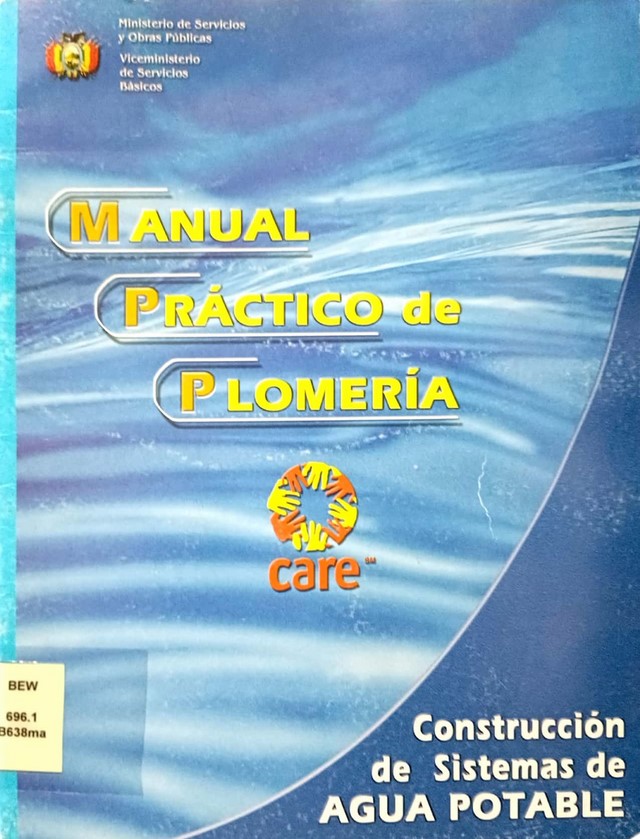 Ministerio de Servicios
y Obras Públicas
Viceministerio
de Servicios
Básicos
MANUAL
PRÁCTICO de
PLOMERÍA
care SM
Construcción
de Sistemas de
AGUA POTABLE
BEW
696.1
B638ma